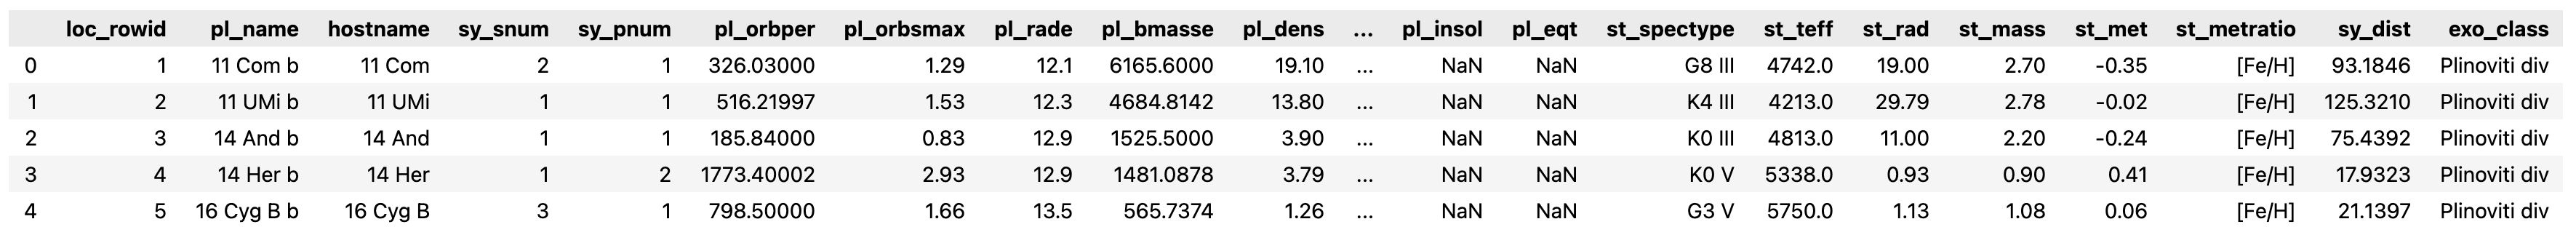 loc_rowid pl_name hostname sy_snum sy_pnum pl_orbper pl_orbsmax pl_rade pl_bmasse pl_dens ... pl_insol pl_eqt st_spectype st_teff st_rad st_mass st_met st_metratio sy_dist exo_class
0 1 11 Com b 11 Com 2 1 326.03000 1.29 12.1 6165.6000 19.10 ... NaN NaN G8 III 4742.0 19.00 2.70 -0.35 [Fe/H] 93.1846 Plinoviti div
1 2 11 UMi b 11 UMi 1 1 516.21997 1.53 12.3 4684.8142 13.80 ... NaN NaN K4 III 4213.0 29.79 2.78 -0.02 [Fe/H] 125.3210 Plinoviti div
2 3 14 And b 14 And 1 1 185.84000 0.83 12.9 1525.5000 3.90 ... NaN NaN K0 III 4813.0 11.00 2.20 -0.24 [Fe/H] 75.4392 Plinoviti div
3 4 14 Her b 14 Her 1 2 1773.40002 2.93 12.9 1481.0878 3.79 ... NaN NaN K0 V 5338.0 0.93 0.90 0.41 [Fe/H] 17.9323 Plinoviti div
4 5 16 Cyg B b 16 Cyg B 3 1 798.50000 1.66 13.5 565.7374 1.26 ... NaN NaN G3 V 5750.0 1.13 1.08 0.06 [Fe/H] 21.1397 Plinoviti div